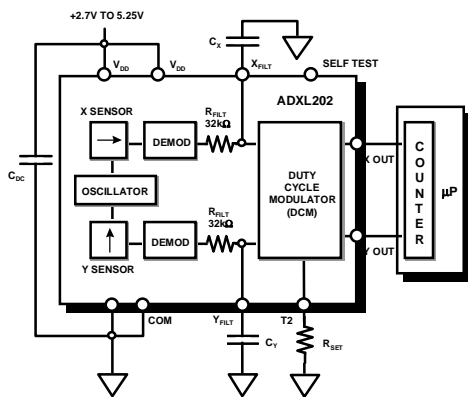 +2.7V TO 5.25V
CX
VDD
VDD
XFILT
SELF TEST
ADXL202
X SENSOR
RFILT
32kΩ
DEMOD
CDC
OSCILLATOR
DUTY
CYCLE
MODULATOR
(DCM)
X OUT
COUNTER
µP
RFILT
32kΩ
DEMOD
Y SENSOR
Y OUT
COM
YFILT
T2
CY
RSET